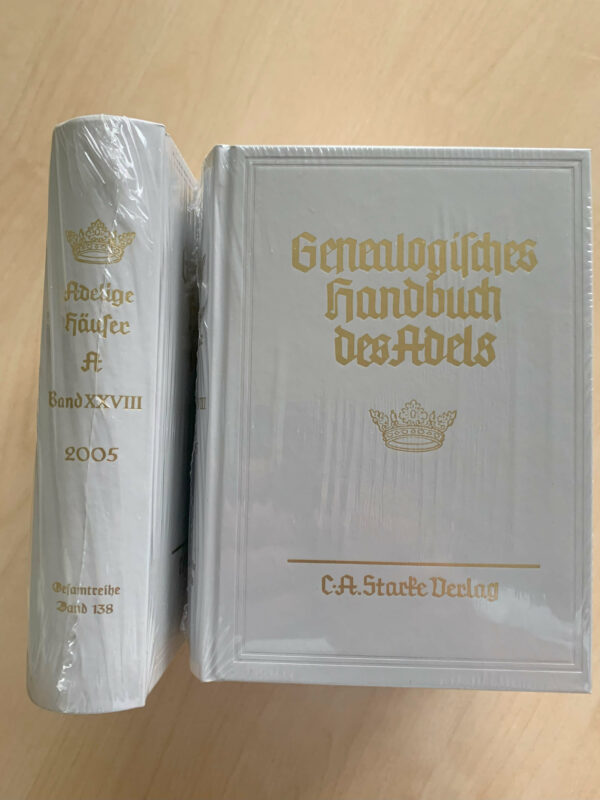 Adelige
Häuser
A
Band XXVIII
2005
Gesamtreihe
Band 138
Genealogisches
Handbuch
des Adels
C. A. Starke Verlag